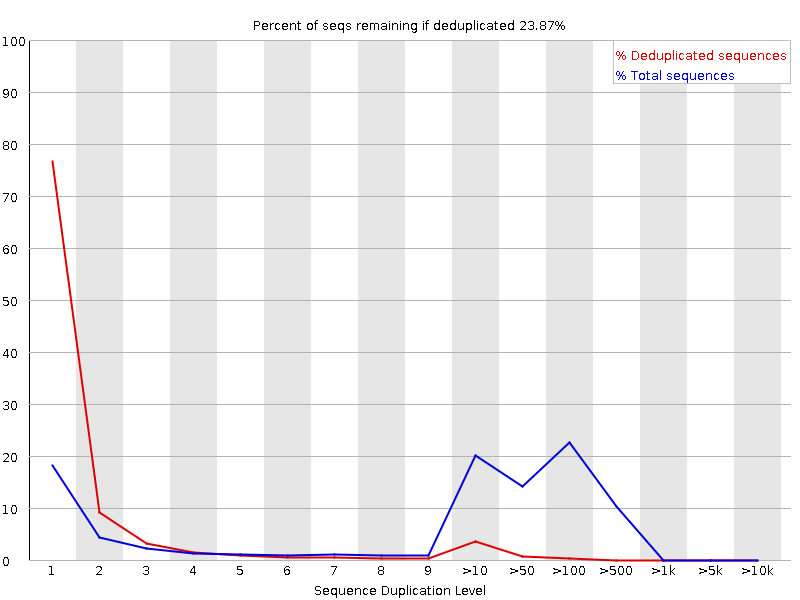 Percent of seqs remaining if deduplicated 23.87%
% Deduplicated sequences
% Total sequences
100
90
80
70
60
50
40
30
20
10
0
1 2 3 4 5 6 7 8 9 >10 >50 >100 >500 >1k >5k >10k
Sequence Duplication Level